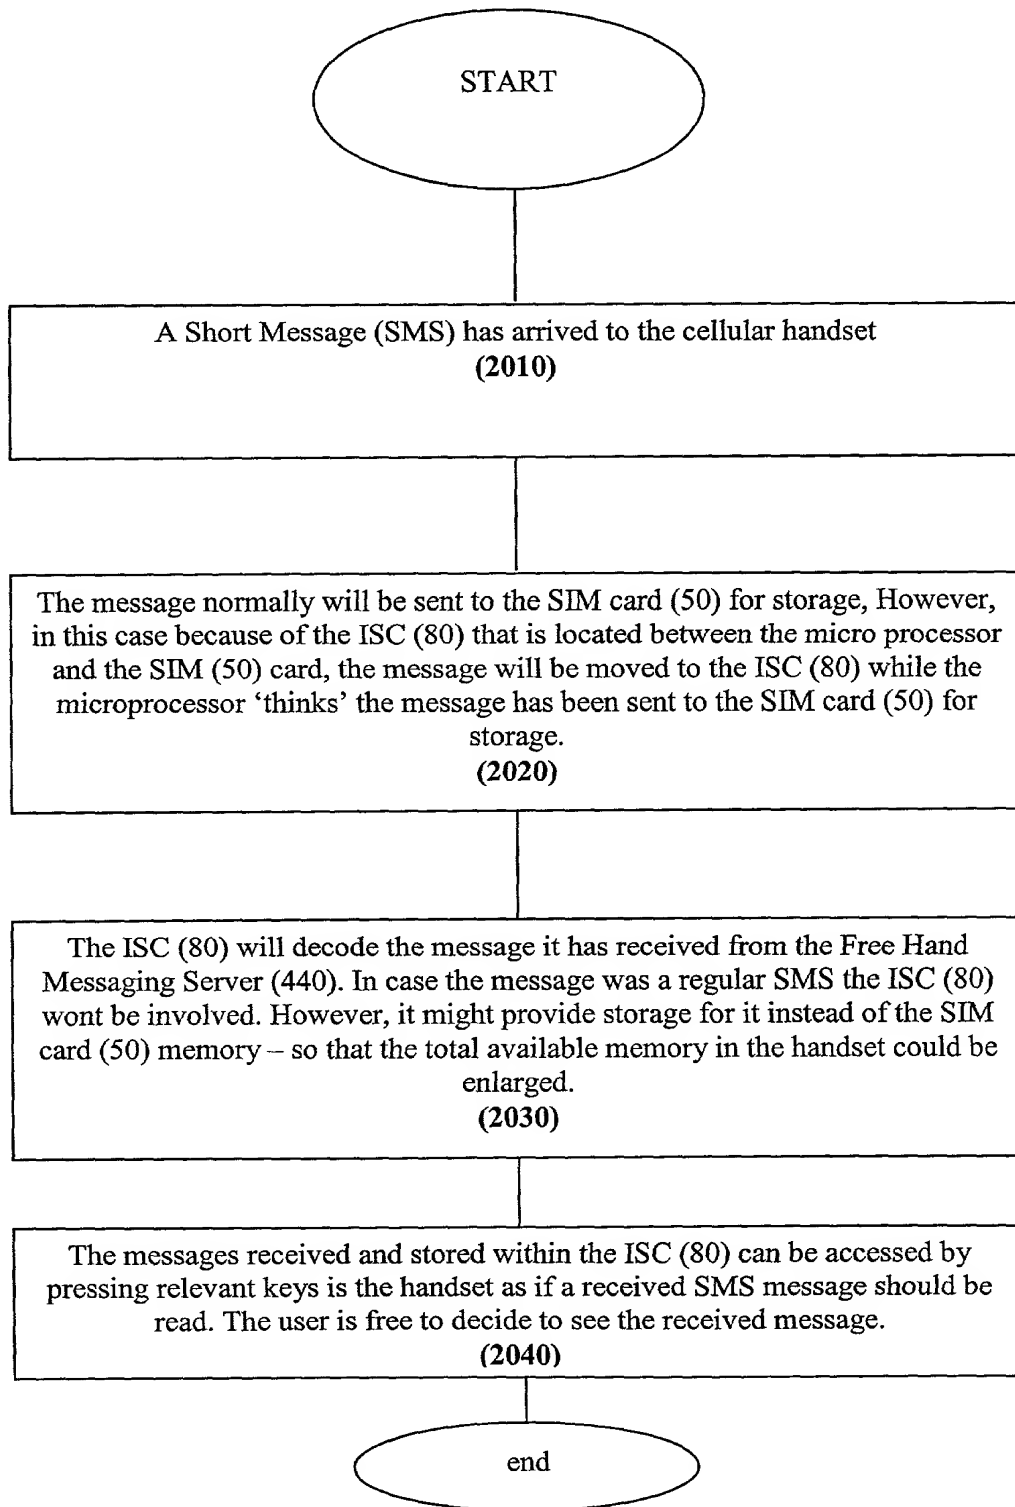 START
A Short Message (SMS) has arrived to the cellular handset
(2010)
The message normally will be sent to the SIM card (50) for storage, However,
in this case because of the ISC (80) that is located between the micro processor
and the SIM (50) card, the message will be moved to the ISC (80) while the
microprocessor ‘thinks’ the message has been sent to the SIM card (50) for
storage.
(2020)
The ISC (80) will decode the message it has received from the Free Hand
Messaging Server (440). In case the message was a regular SMS the ISC (80)
wont be involved. However, it might provide storage for it instead of the SIM
card (50) memory – so that the total available memory in the handset could be
enlarged.
(2030)
The messages received and stored within the ISC (80) can be accessed by
pressing relevant keys is the handset as if a received SMS message should be
read. The user is free to decide to see the received message.
(2040)
end